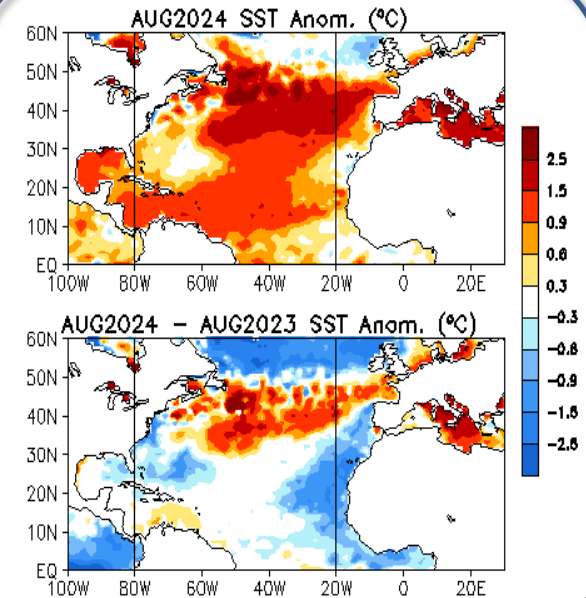 AUG2024 SST Anom. (°C)
60N
50N
40N
30N
20N
10N
EQ
100W 80W 60W 40W 20W 0 20E
AUG2024 – AUG2023 SST Anom. (°C)
60N
50N
40N
30N
20N
10N
EQ
100W 80W 60W 40W 20W 0 20E
2.5
1.5
0.9
0.6
0.3
−0.3
−0.6
−0.9
−1.5
−2.5